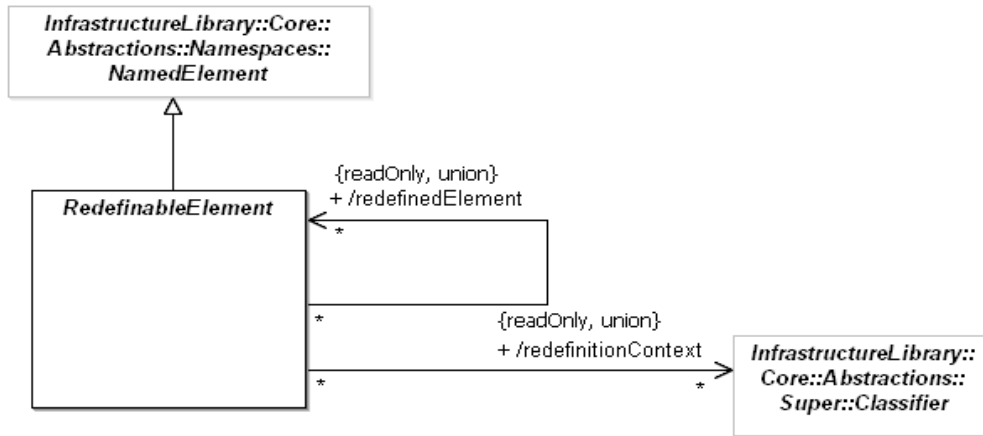 InfrastructureLibrary::Core::
Abstractions::Namespaces::
NamedElement
{readOnly, union}
+ /redefinedElement
RedefinableElement
*
*
{readOnly, union}
+ /redefinitionContext
*
*
InfrastructureLibrary::
Core::Abstractions::
Super::Classifier